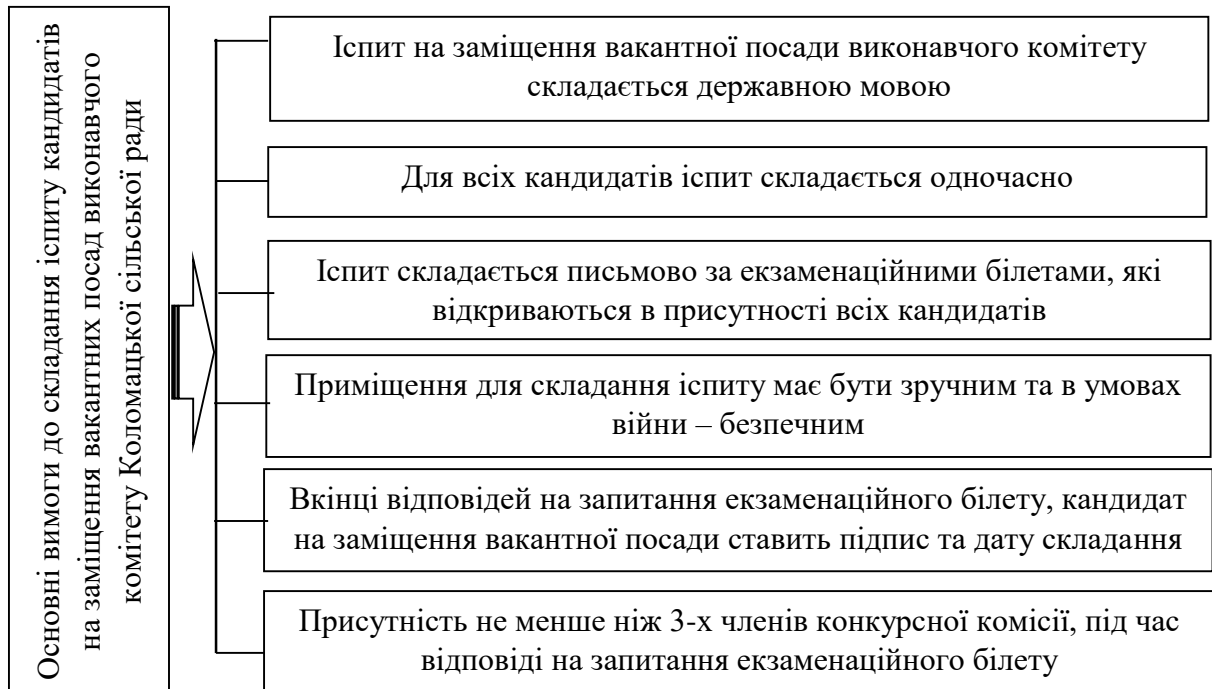 Основні вимоги до складання іспиту кандидатів
на заміщення вакантних посад виконавчого
комітету Коломацької сільської ради
Іспит на заміщення вакантної посади виконавчого комітету
складається державною мовою
Для всіх кандидатів іспит складається одночасно
Іспит складається письмово за екзаменаційними білетами, які
відкриваються в присутності всіх кандидатів
Приміщення для складання іспиту має бути зручним та в умовах
війни – безпечним
Вкінці відповідей на запитання екзаменаційного білету, кандидат
на заміщення вакантної посади ставить підпис та дату складання
Присутність не менше ніж 3-х членів конкурсної комісії, під час
відповіді на запитання екзаменаційного білету